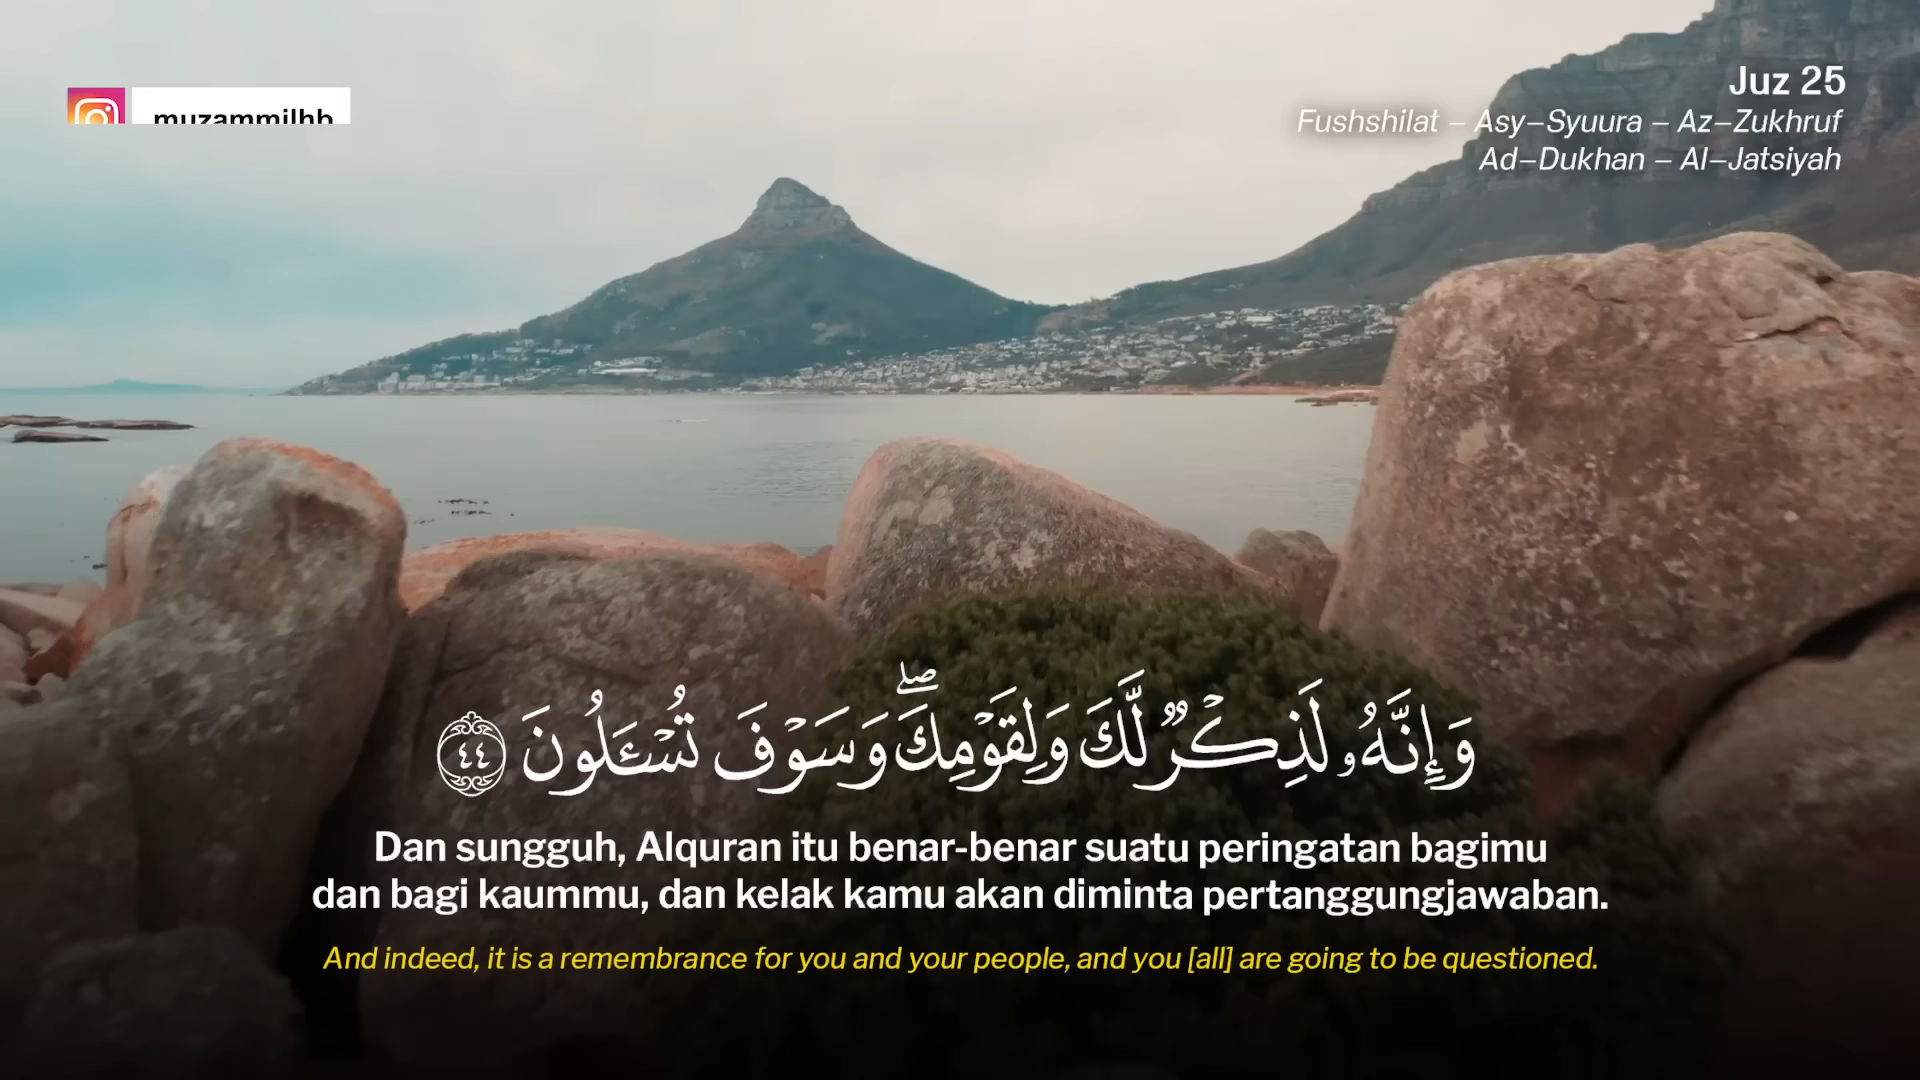 muzammilhb
Juz 25
Fushshilat – Asy–Syuura – Az–Zukhruf
Ad–Dukhan – Al–Jatsiyah
وَإِنَّهُۥ لَذِكْرٌ لَّكَ وَلِقَوْمِكَ ۖ وَسَوْفَ تُسْـَٔلُونَ ٤٤
Dan sungguh, Alquran itu benar-benar suatu peringatan bagimu
dan bagi kaummu, dan kelak kamu akan diminta pertanggungjawaban.
And indeed, it is a remembrance for you and your people, and you [all] are going to be questioned.